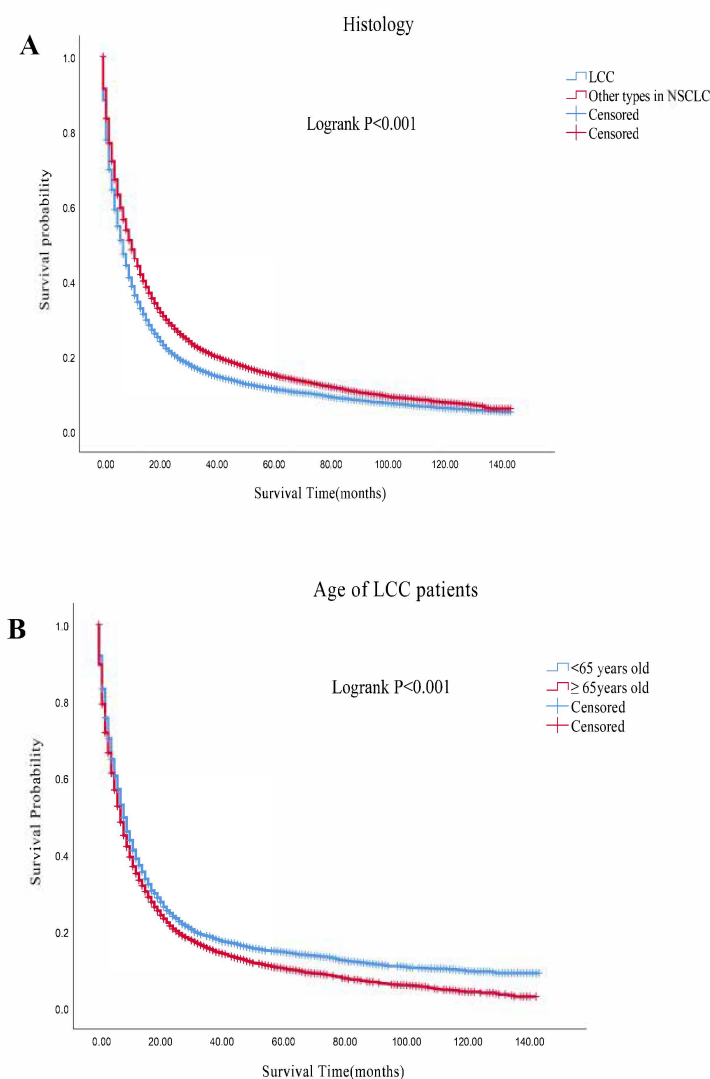 Histology
A
LCC
Other types in NSCLC
Censored
Censored
Logrank P<0.001
Survival probability
1.0
0.8
0.6
0.4
0.2
0.0
0.00 20.00 40.00 60.00 80.00 100.00 120.00 140.00
Survival Time(months)
Age of LCC patients
B
<65 years old
≥ 65years old
Censored
Censored
Logrank P<0.001
Survival Probability
1.0
0.8
0.6
0.4
0.2
0.0
0.00 20.00 40.00 60.00 80.00 100.00 120.00 140.00
Survival Time(months)